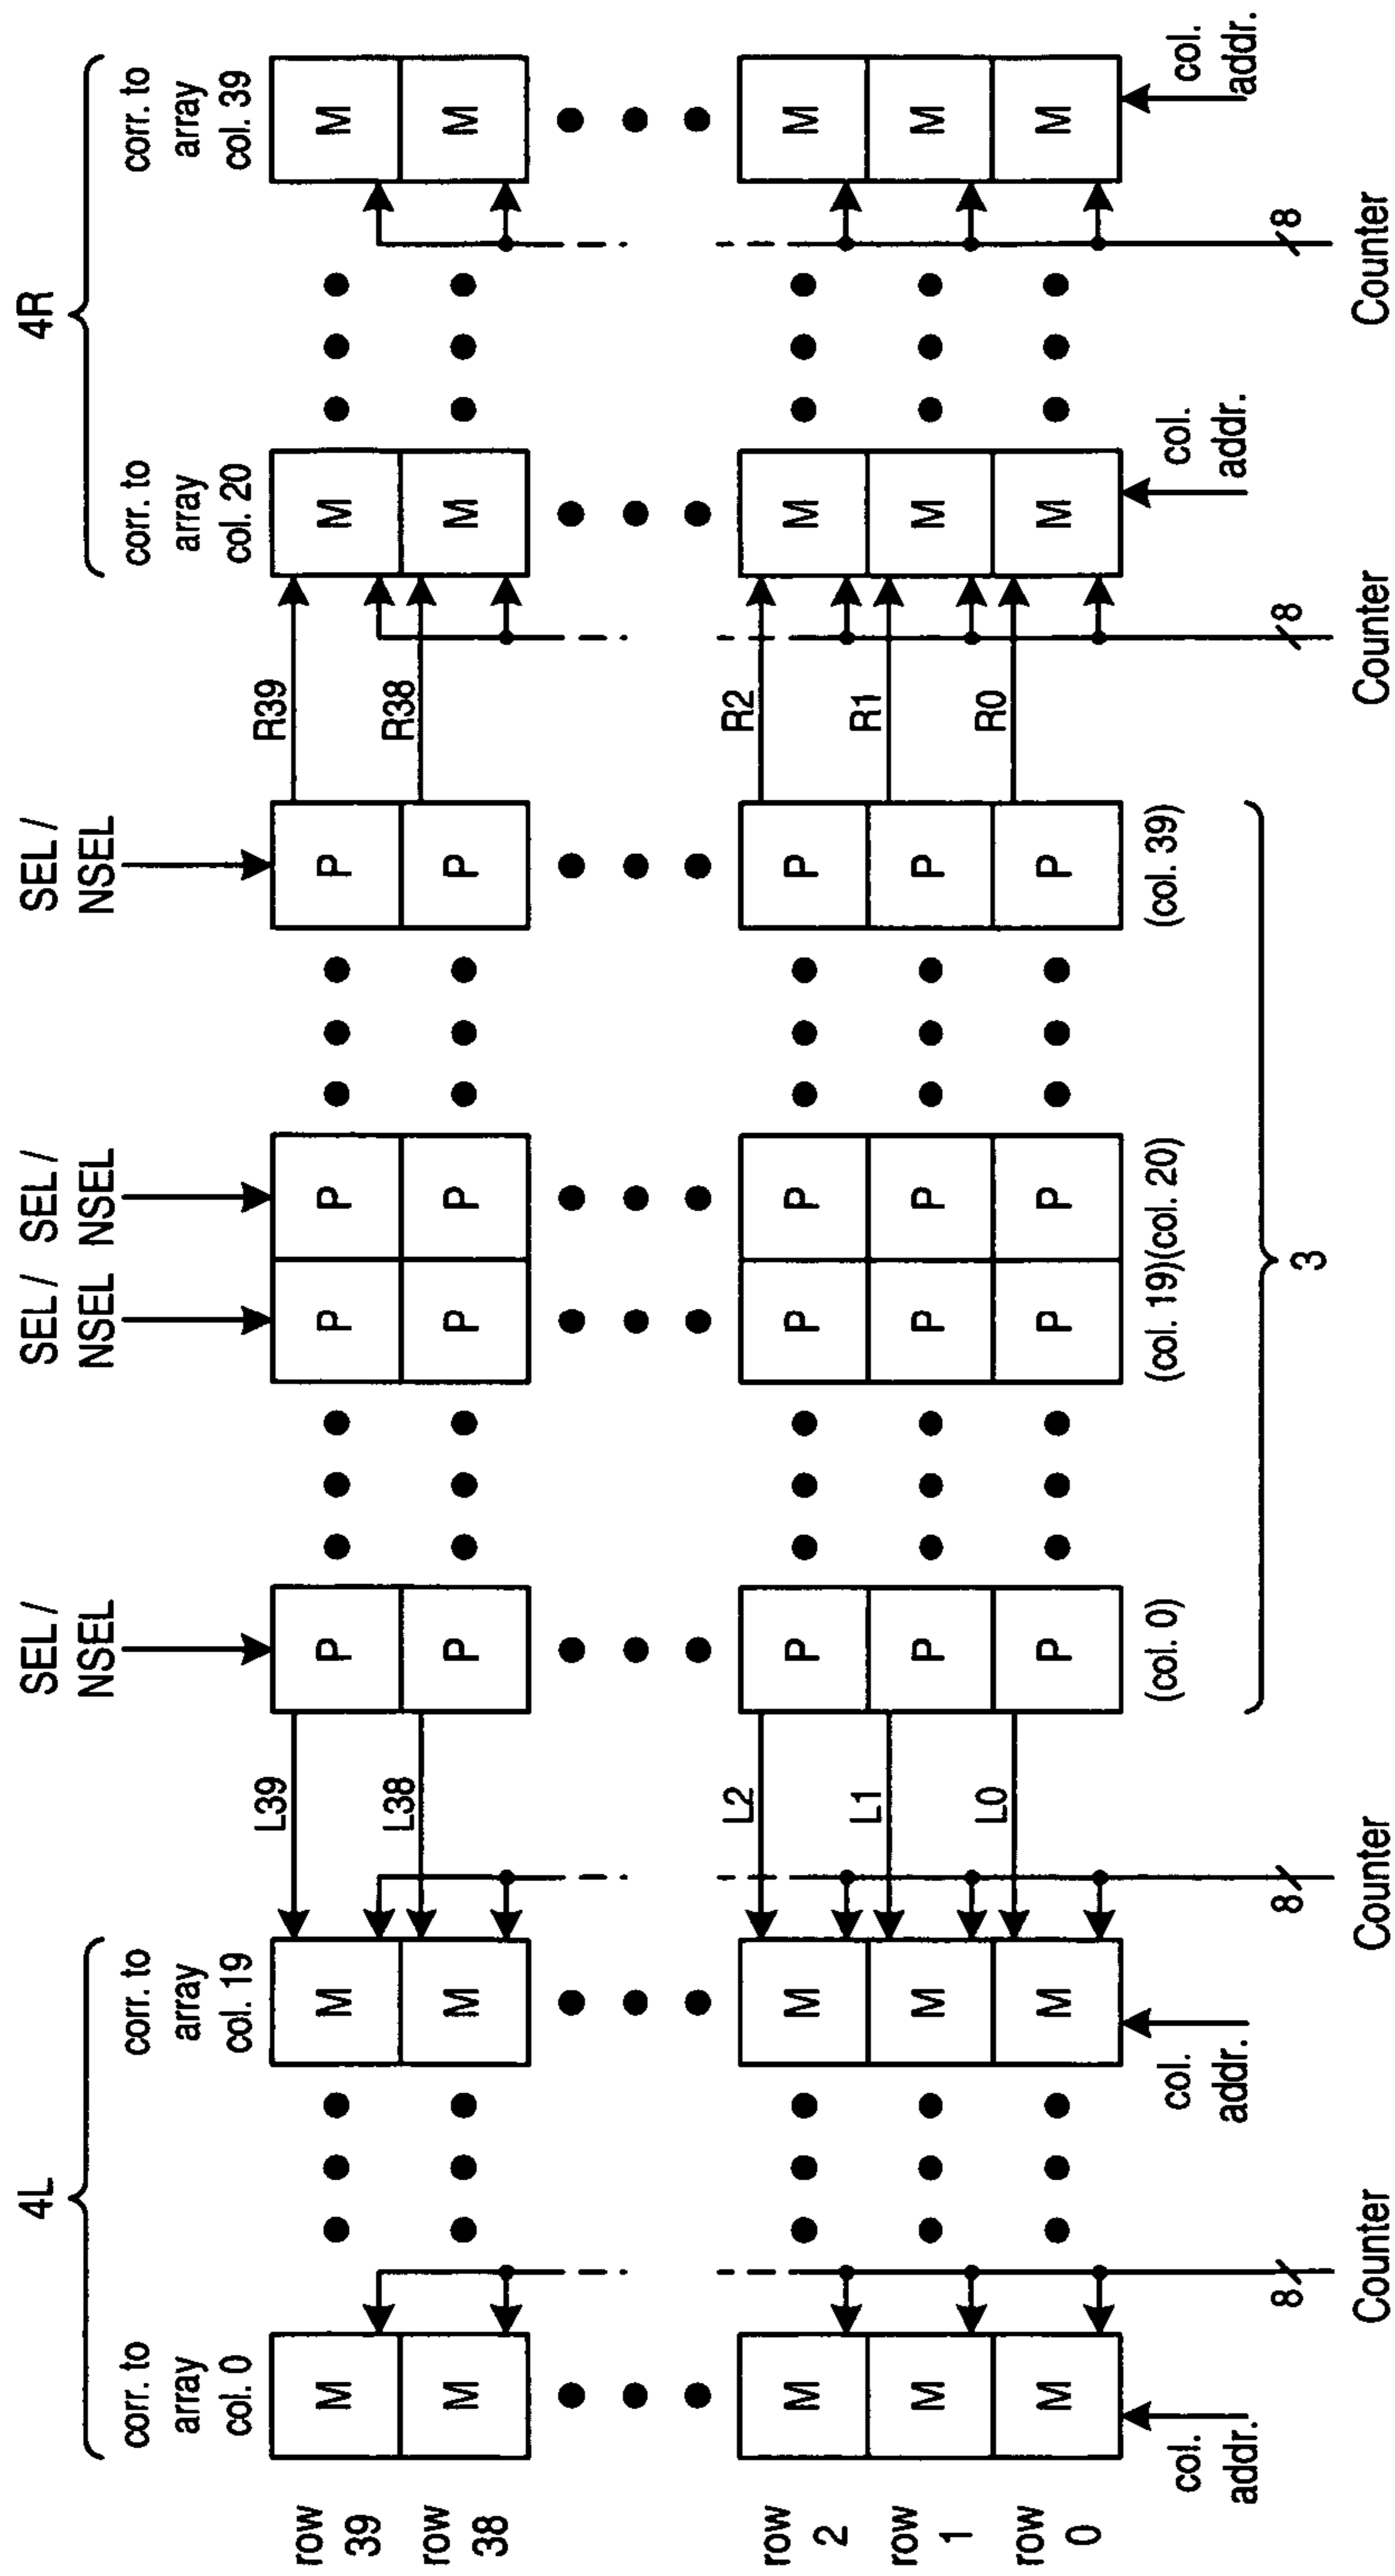 4L
4R
SEL / NSEL
SEL / NSEL
SEL / NSEL
SEL / NSEL
corr. to array col. 0
corr. to array col. 19
corr. to array col. 20
corr. to array col. 39
row 39
M
M
L39
P
P
P
P
R39
M
M
row 38
M
M
L38
P
P
P
P
R38
M
M
row 2
M
M
L2
P
P
P
P
R2
M
M
row 1
M
M
L1
P
P
P
P
R1
M
M
row 0
M
M
L0
P
P
P
P
R0
M
M
col. addr.
col. addr.
(col. 0)
(col. 19)
(col. 20)
(col. 39)
col. addr.
col. addr.
8
8
3
8
8
Counter
Counter
Counter
Counter